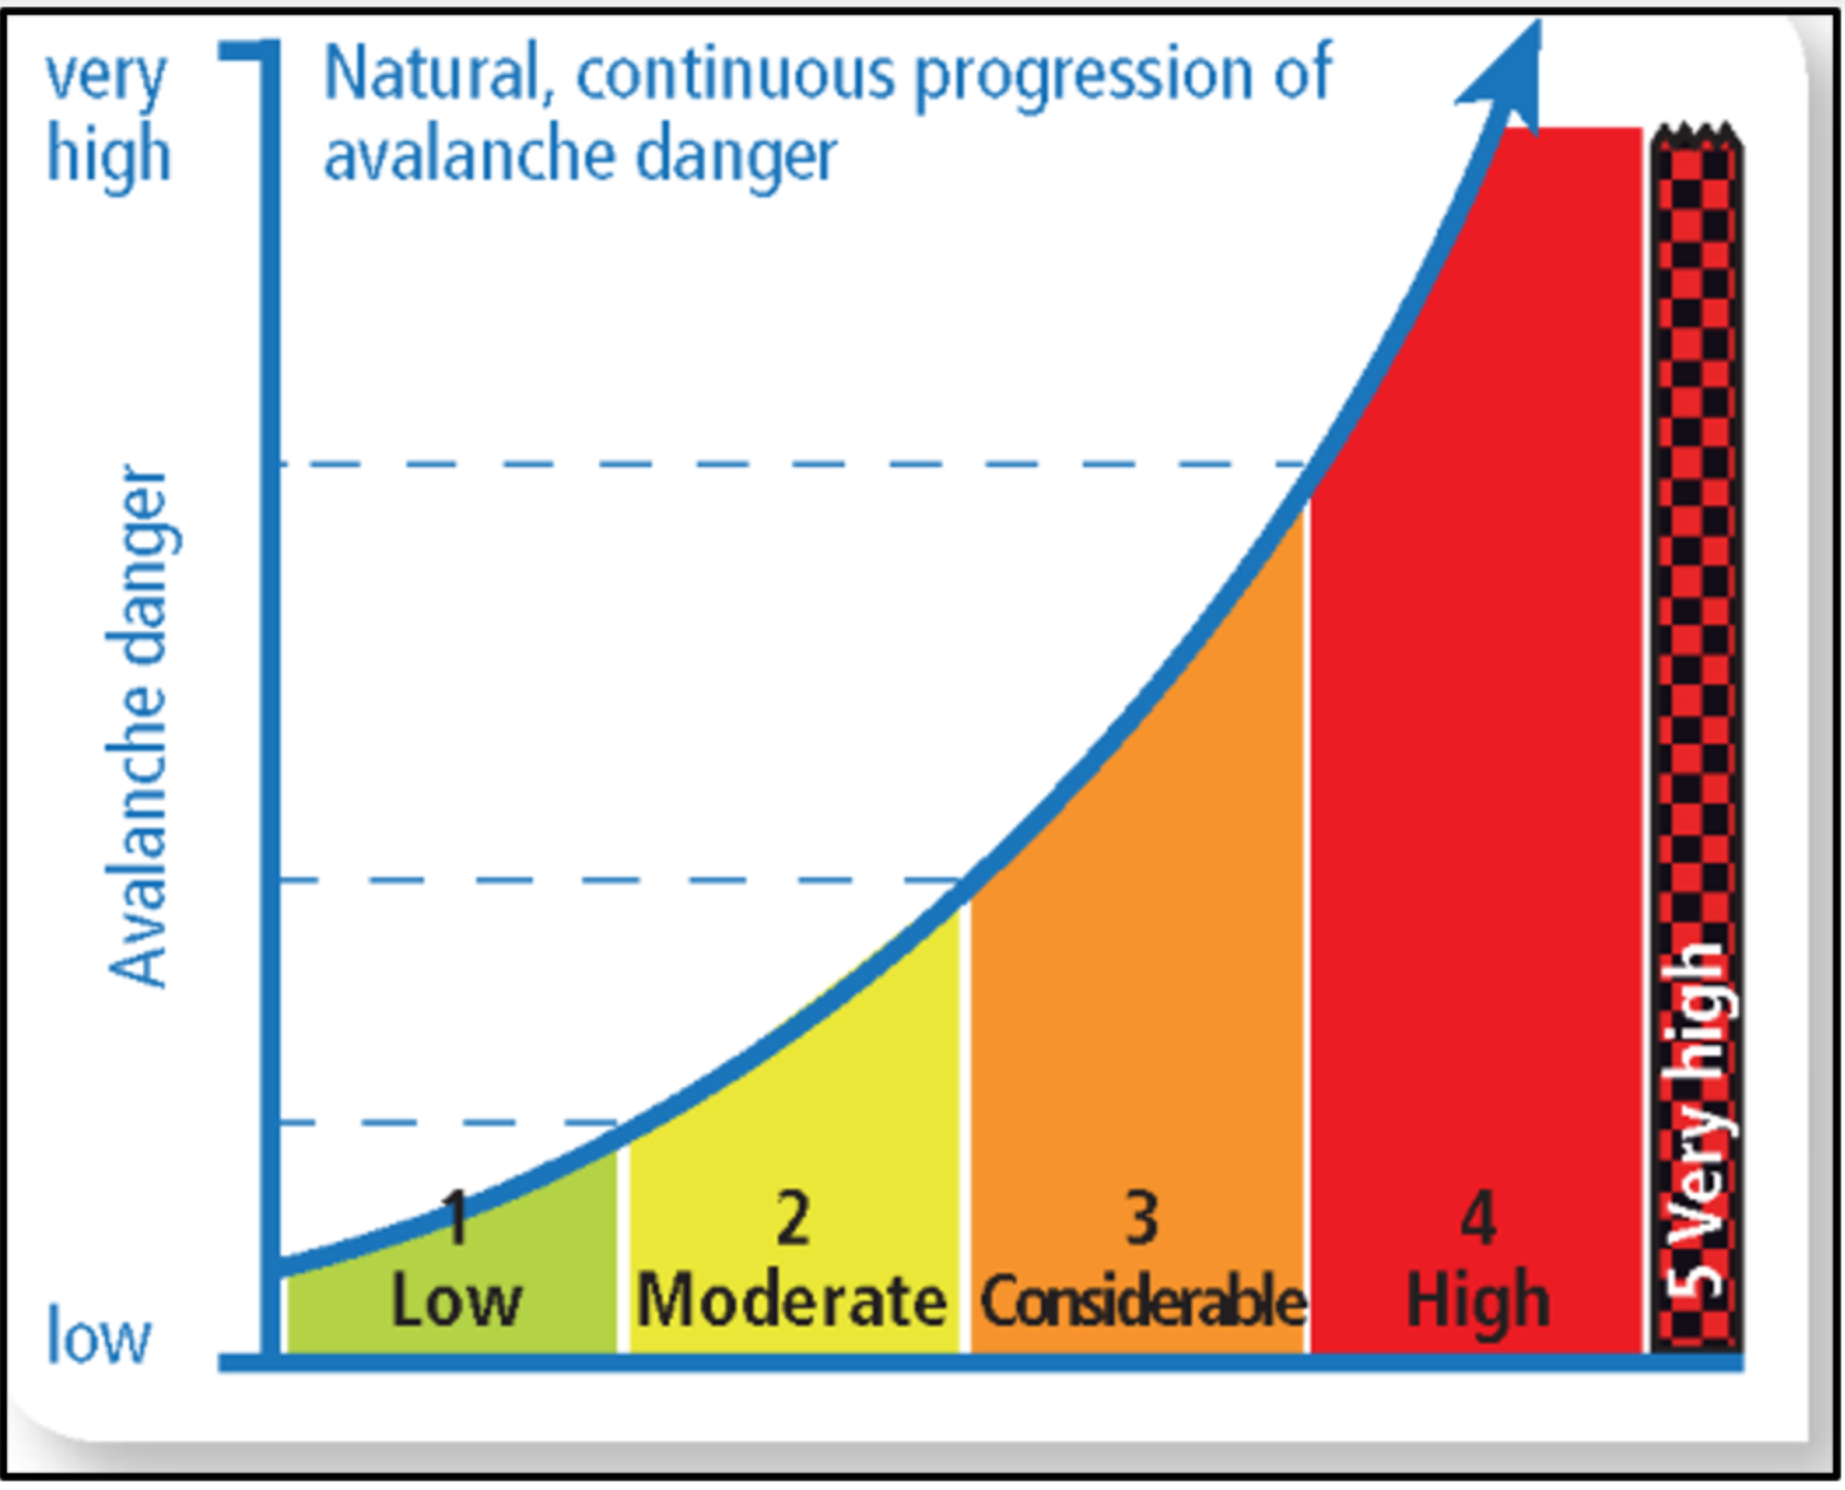 very
high
Natural, continuous progression of
avalanche danger
Avalanche danger
low
1
Low
2
Moderate
3
Considerable
4
High
5 Very high